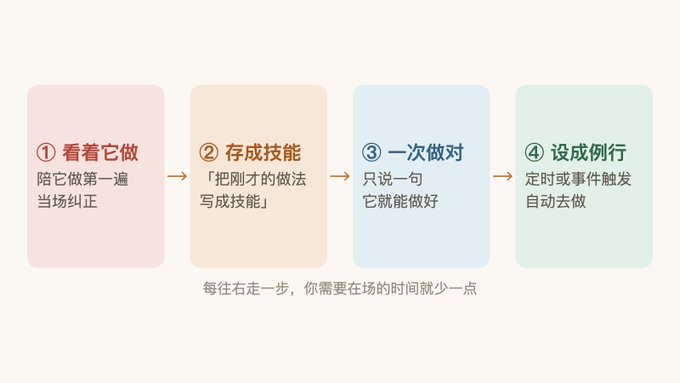 ① 看着它做
陪它做第一遍
当场纠正
② 存成技能
「把刚才的做法
写成技能」
③ 一次做对
只说一句
它就能做好
④ 设成例行
定时或事件触发
自动去做
每往右走一步，你需要在场的时间就少一点